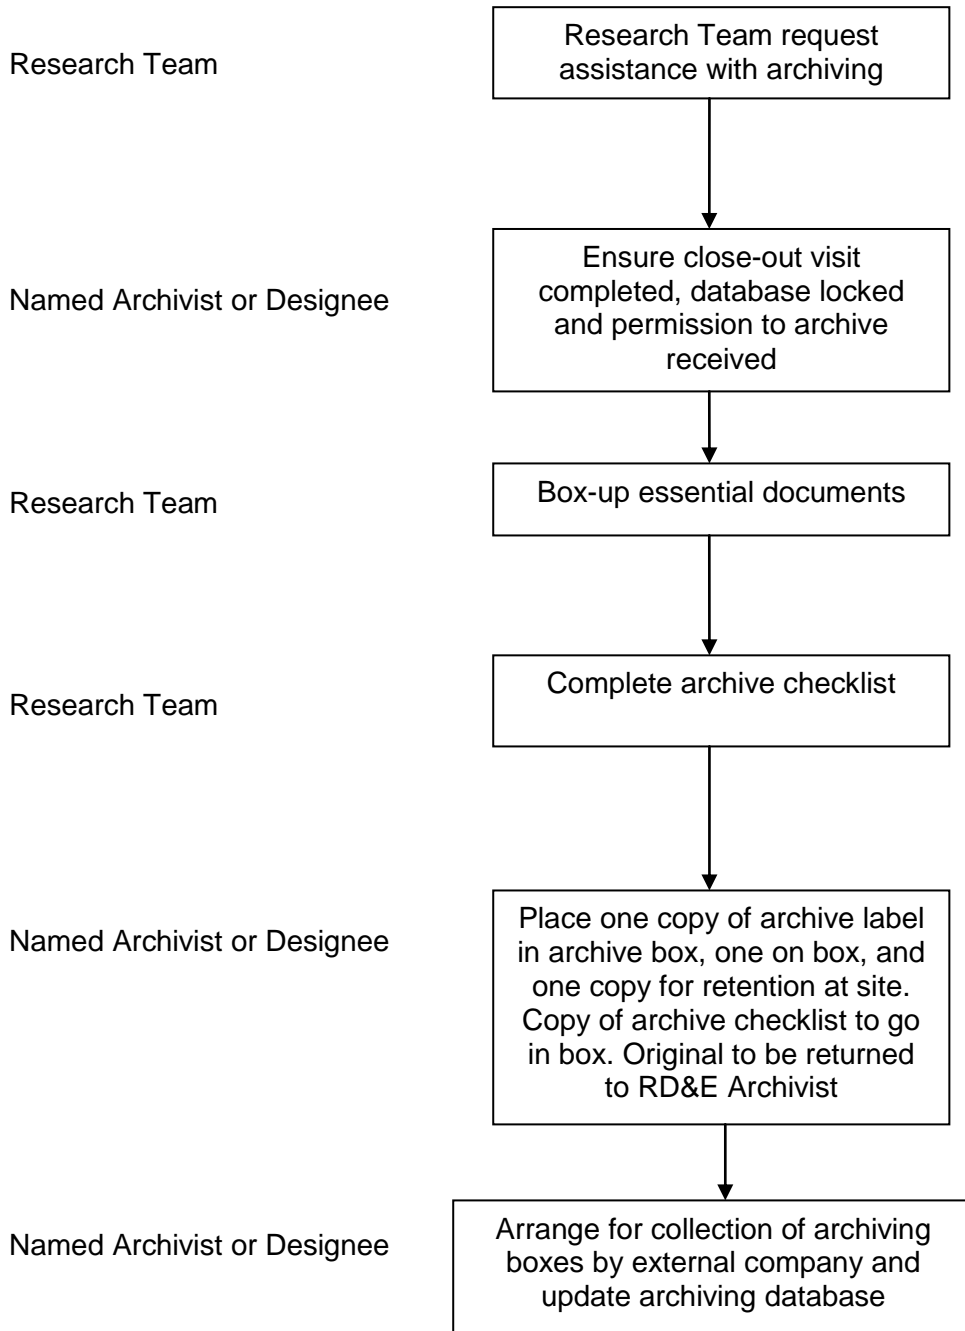 Research Team
Research Team request
assistance with archiving
Named Archivist or Designee
Ensure close-out visit
completed, database locked
and permission to archive
received
Research Team
Box-up essential documents
Research Team
Complete archive checklist
Named Archivist or Designee
Place one copy of archive label
in archive box, one on box, and
one copy for retention at site.
Copy of archive checklist to go
in box. Original to be returned
to RD&E Archivist
Named Archivist or Designee
Arrange for collection of archiving
boxes by external company and
update archiving database